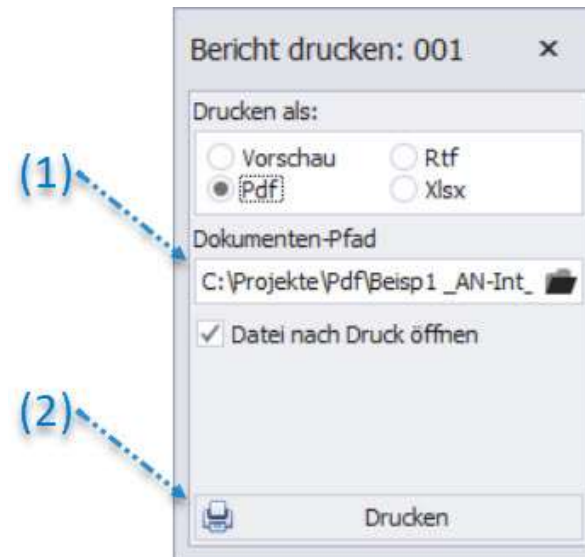 Bericht drucken: 001
Drucken als:
Vorschau Rtf
(1)
Pdf Xlsx
Dokumenten-Pfad
C:\Projekte\Pdf\Beisp1 _AN-Int_
Datei nach Druck öffnen
(2)
Drucken